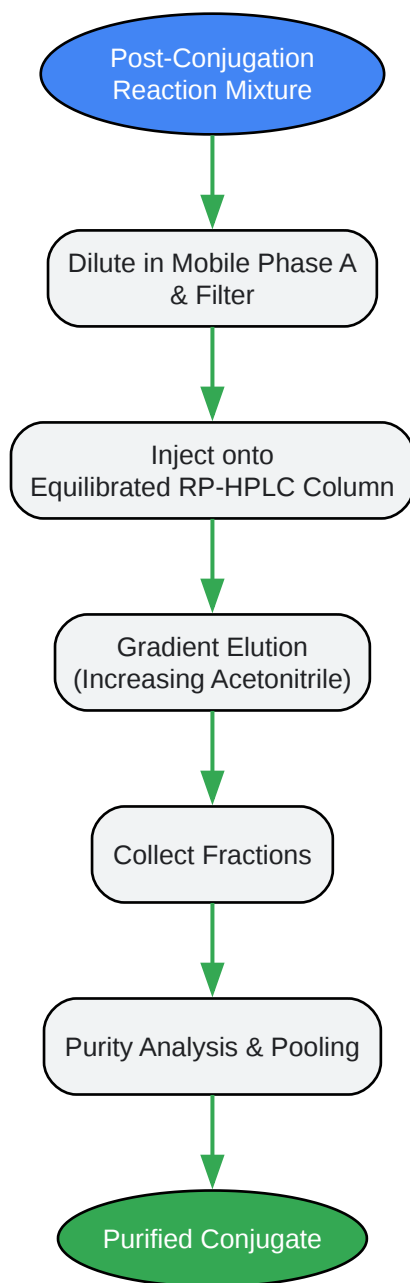 Post-Conjugation
Reaction Mixture
Dilute in Mobile Phase A
& Filter
Inject onto
Equilibrated RP-HPLC Column
Gradient Elution
(Increasing Acetonitrile)
Collect Fractions
Purity Analysis & Pooling
Purified Conjugate